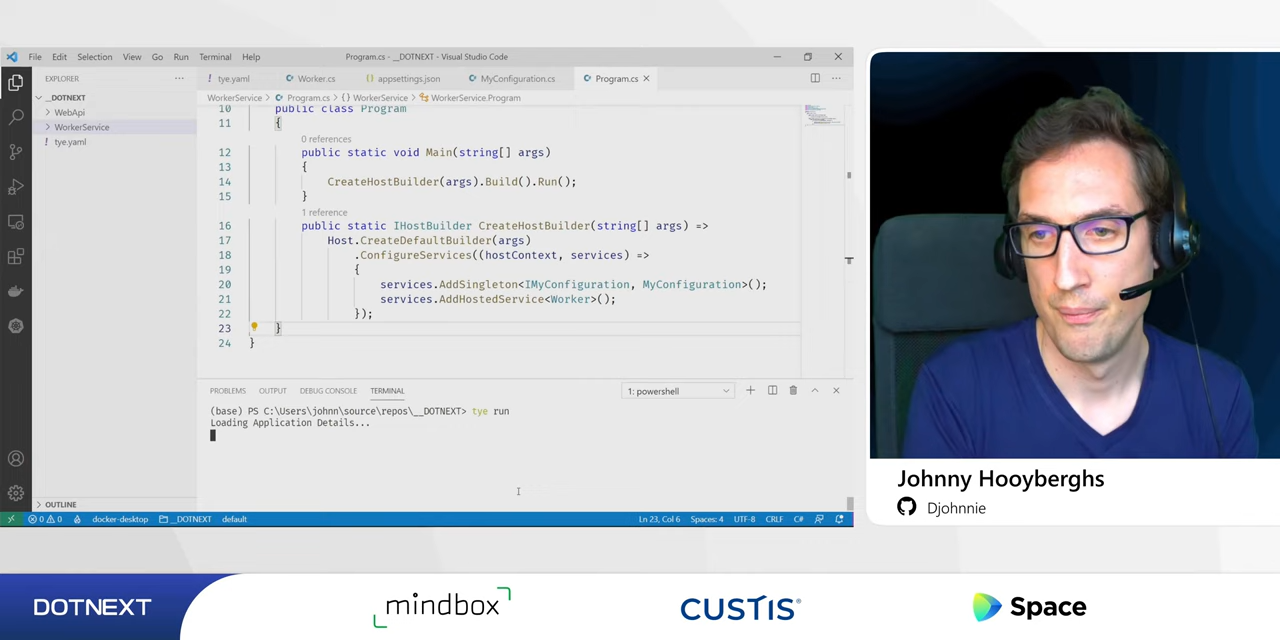 File Edit Selection View Go Run Terminal Help
Program.cs - __DOTNEXT - Visual Studio Code
EXPLORER
__DOTNEXT
WebApi
WorkerService
! tye.yaml
OUTLINE
! tye.yaml
Worker.cs
{} appsettings.json
MyConfiguration.cs
Program.cs
WorkerService > Program.cs > {} WorkerService > WorkerService.Program
10 public class Program
11 {
0 references
12 public static void Main(string[] args)
13 {
14 CreateHostBuilder(args).Build().Run();
15 }
1 reference
16 public static IHostBuilder CreateHostBuilder(string[] args) =>
17 Host.CreateDefaultBuilder(args)
18 .ConfigureServices((hostContext, services) =>
19 {
20 services.AddSingleton<IMyConfiguration, MyConfiguration>();
21 services.AddHostedService<Worker>();
22 });
23 }
24 }
PROBLEMS OUTPUT DEBUG CONSOLE TERMINAL
1: powershell
(base) PS C:\Users\johnn\source\repos\__DOTNEXT> tye run
Loading Application Details...
0 0 docker-desktop __DOTNEXT default
Ln 23, Col 6 Spaces: 4 UTF-8 CRLF C#
Johnny Hooyberghs
Djohnnie
DOTNEXT
mindbox
CUSTIS®
Space